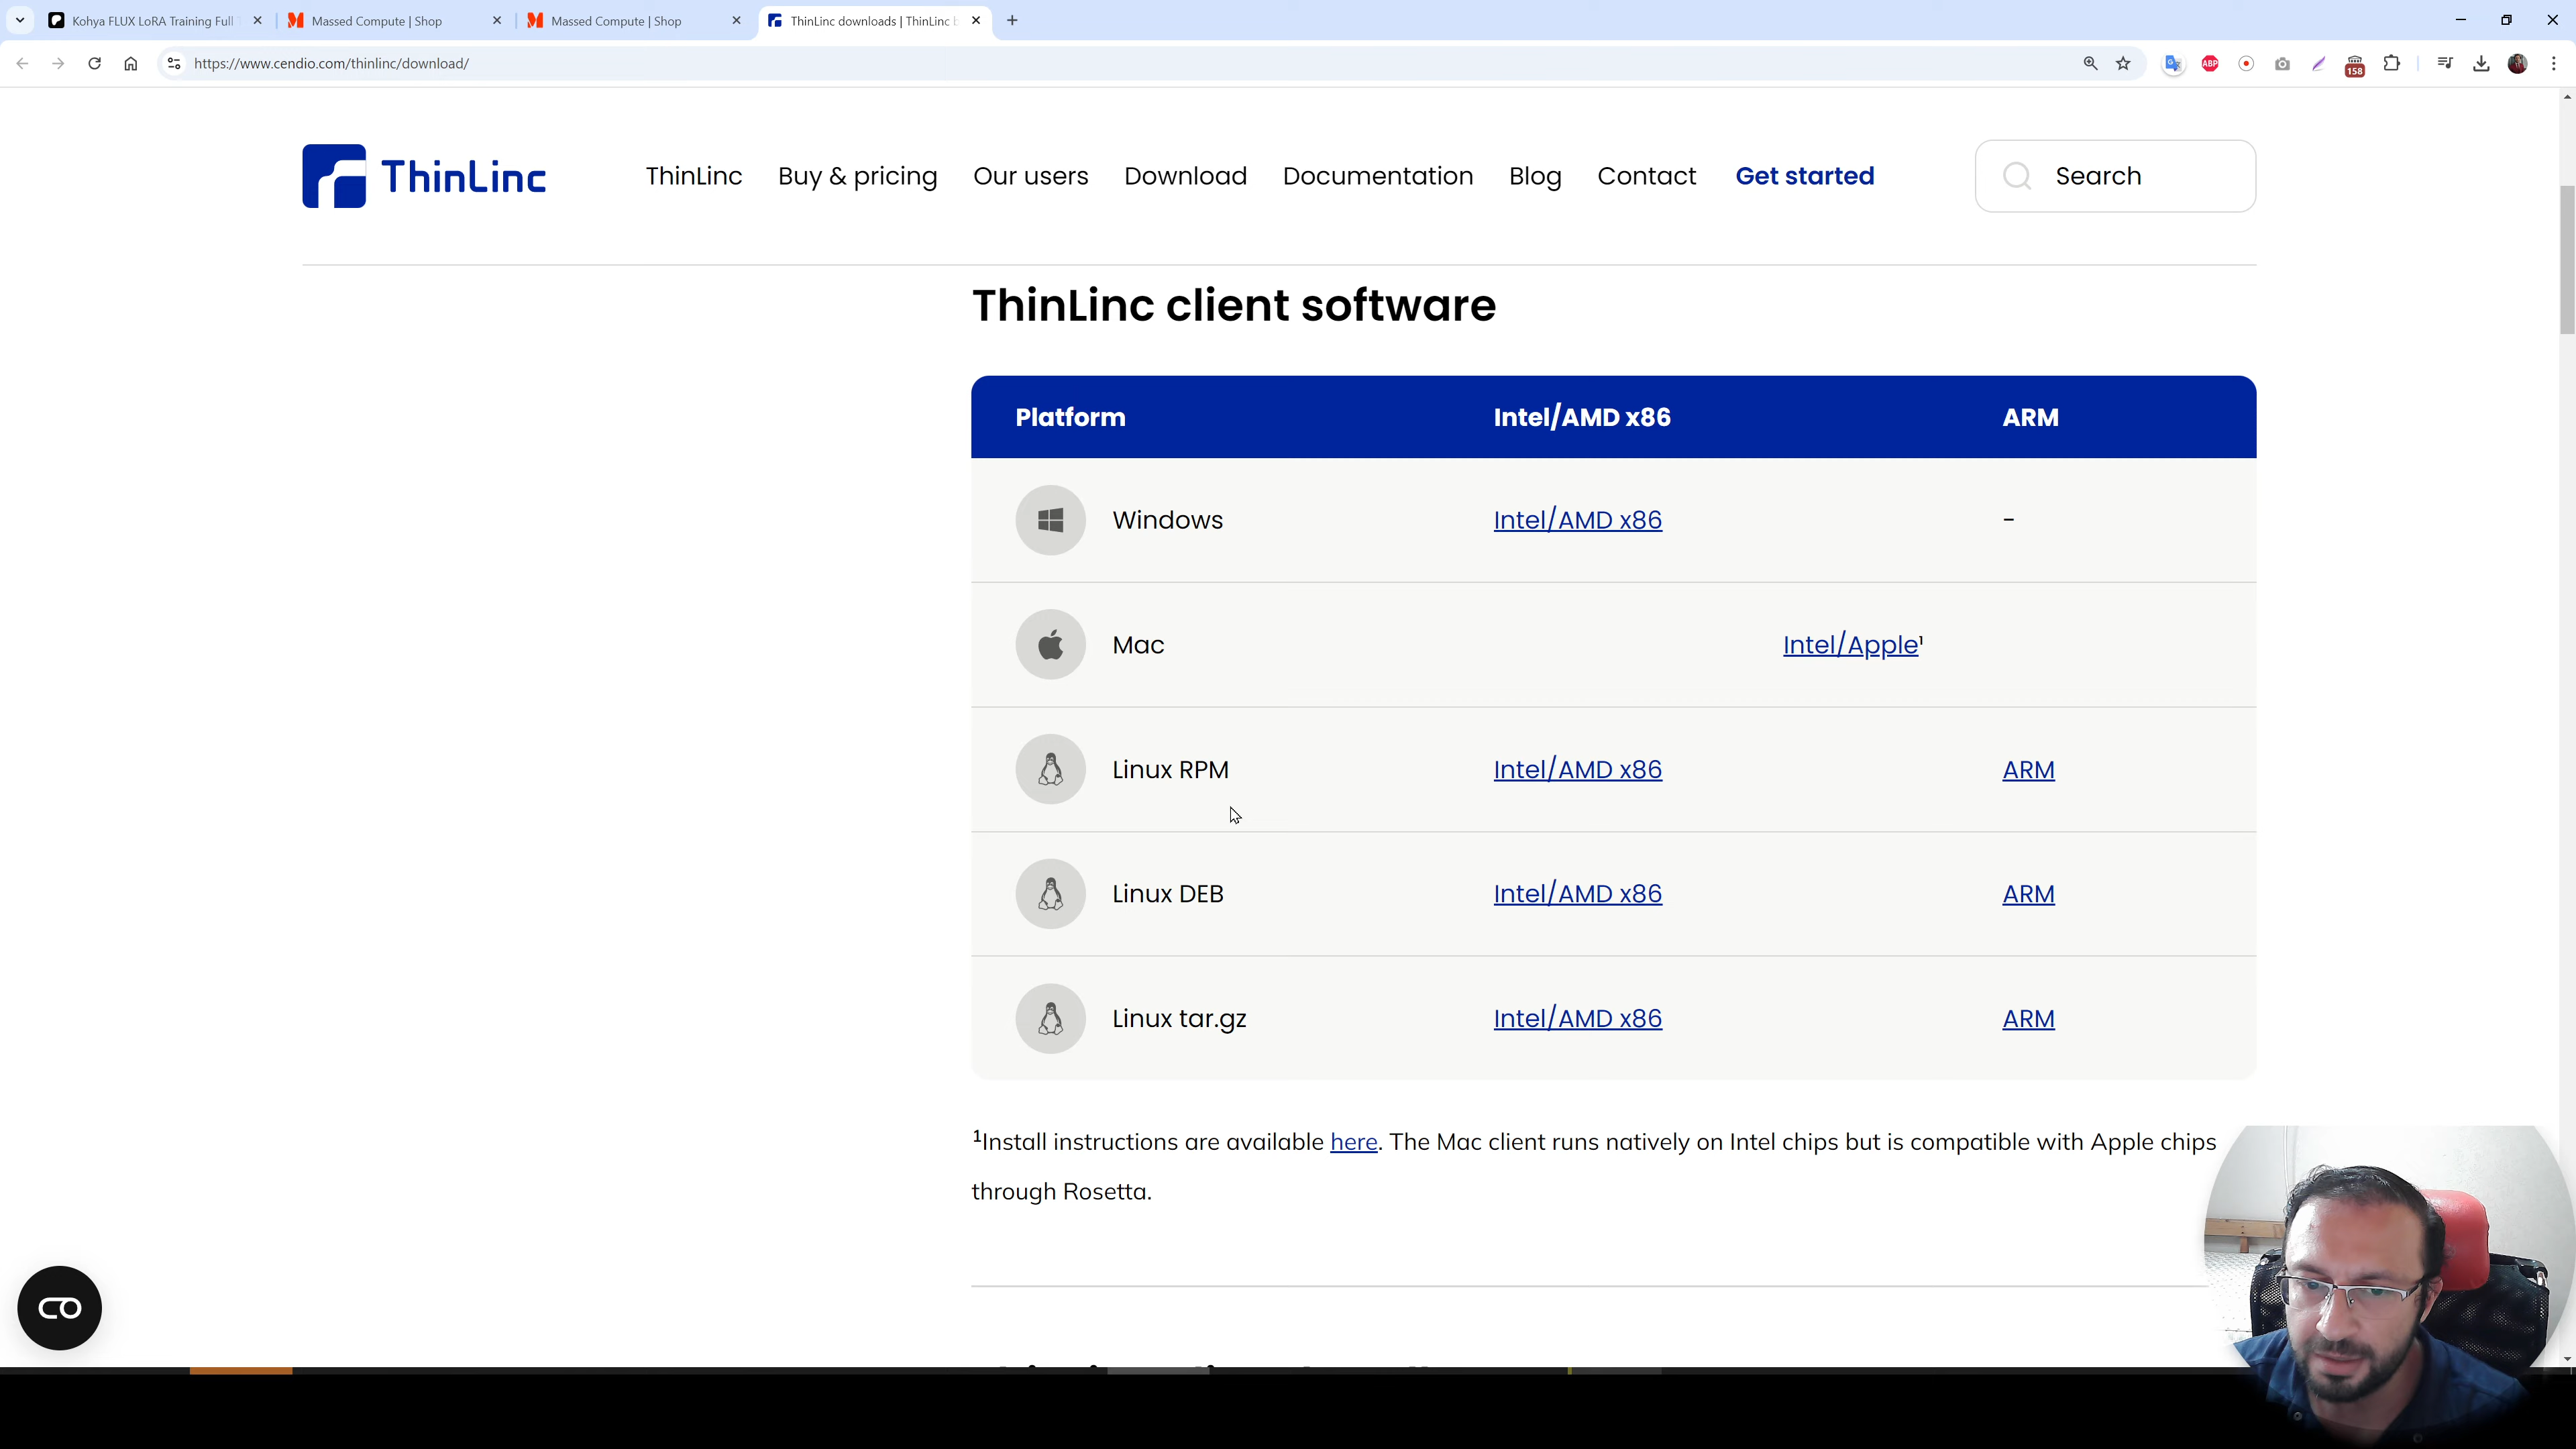 Kohya FLUX LoRA Training Full
Massed Compute | Shop
Massed Compute | Shop
ThinLinc downloads | ThinLinc
https://www.cendio.com/thinlinc/download/
ABP
158
ThinLinc
ThinLinc
Buy & pricing
Our users
Download
Documentation
Blog
Contact
Get started
Search
ThinLinc client software
Platform
Intel/AMD x86
ARM
Windows
Intel/AMD x86
-
Mac
Intel/Apple¹
Linux RPM
Intel/AMD x86
ARM
Linux DEB
Intel/AMD x86
ARM
Linux tar.gz
Intel/AMD x86
ARM
¹Install instructions are available here. The Mac client runs natively on Intel chips but is compatible with Apple chips
through Rosetta.